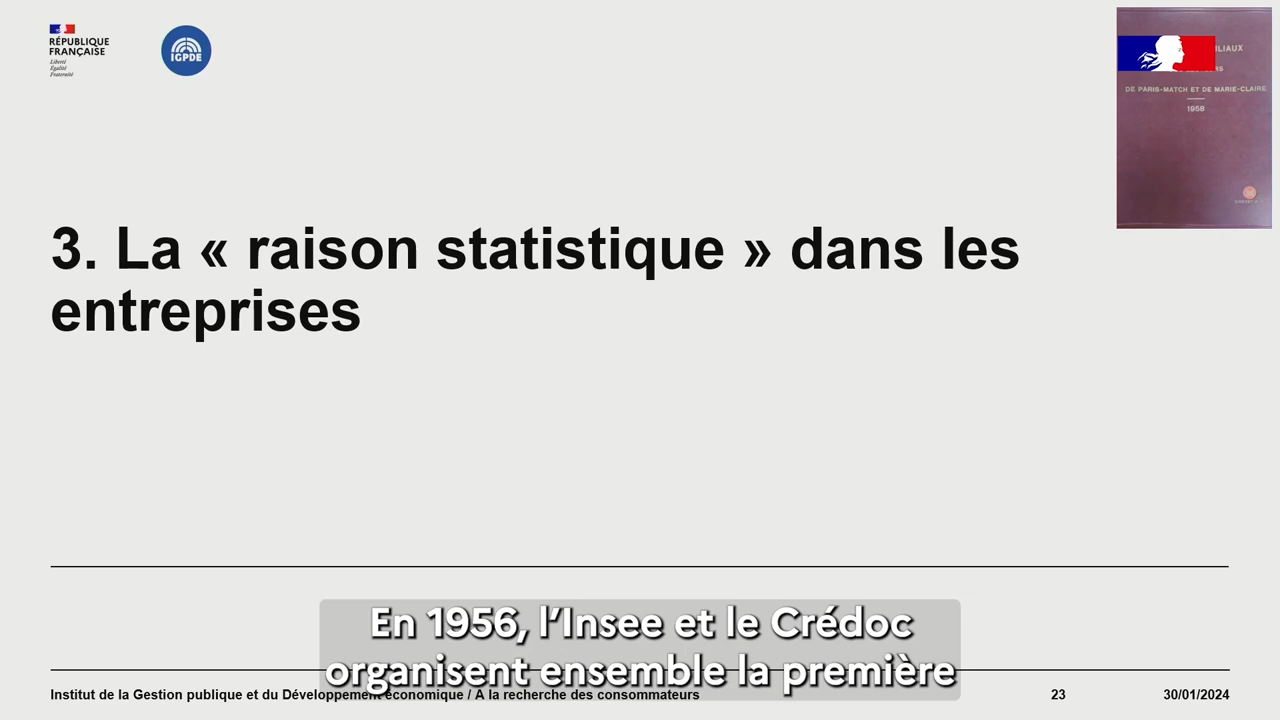 RÉPUBLIQUE
FRANÇAISE
Liberté
Égalité
Fraternité
IGPDE
DE PARIS-MATCH ET DE MARIE-CLAIRE
1958
3. La « raison statistique » dans les
entreprises
En 1956, l'Insee et le Crédoc
organisent ensemble la première
Institut de la Gestion publique et du Développement économique / A la recherche des consommateurs
23
30/01/2024